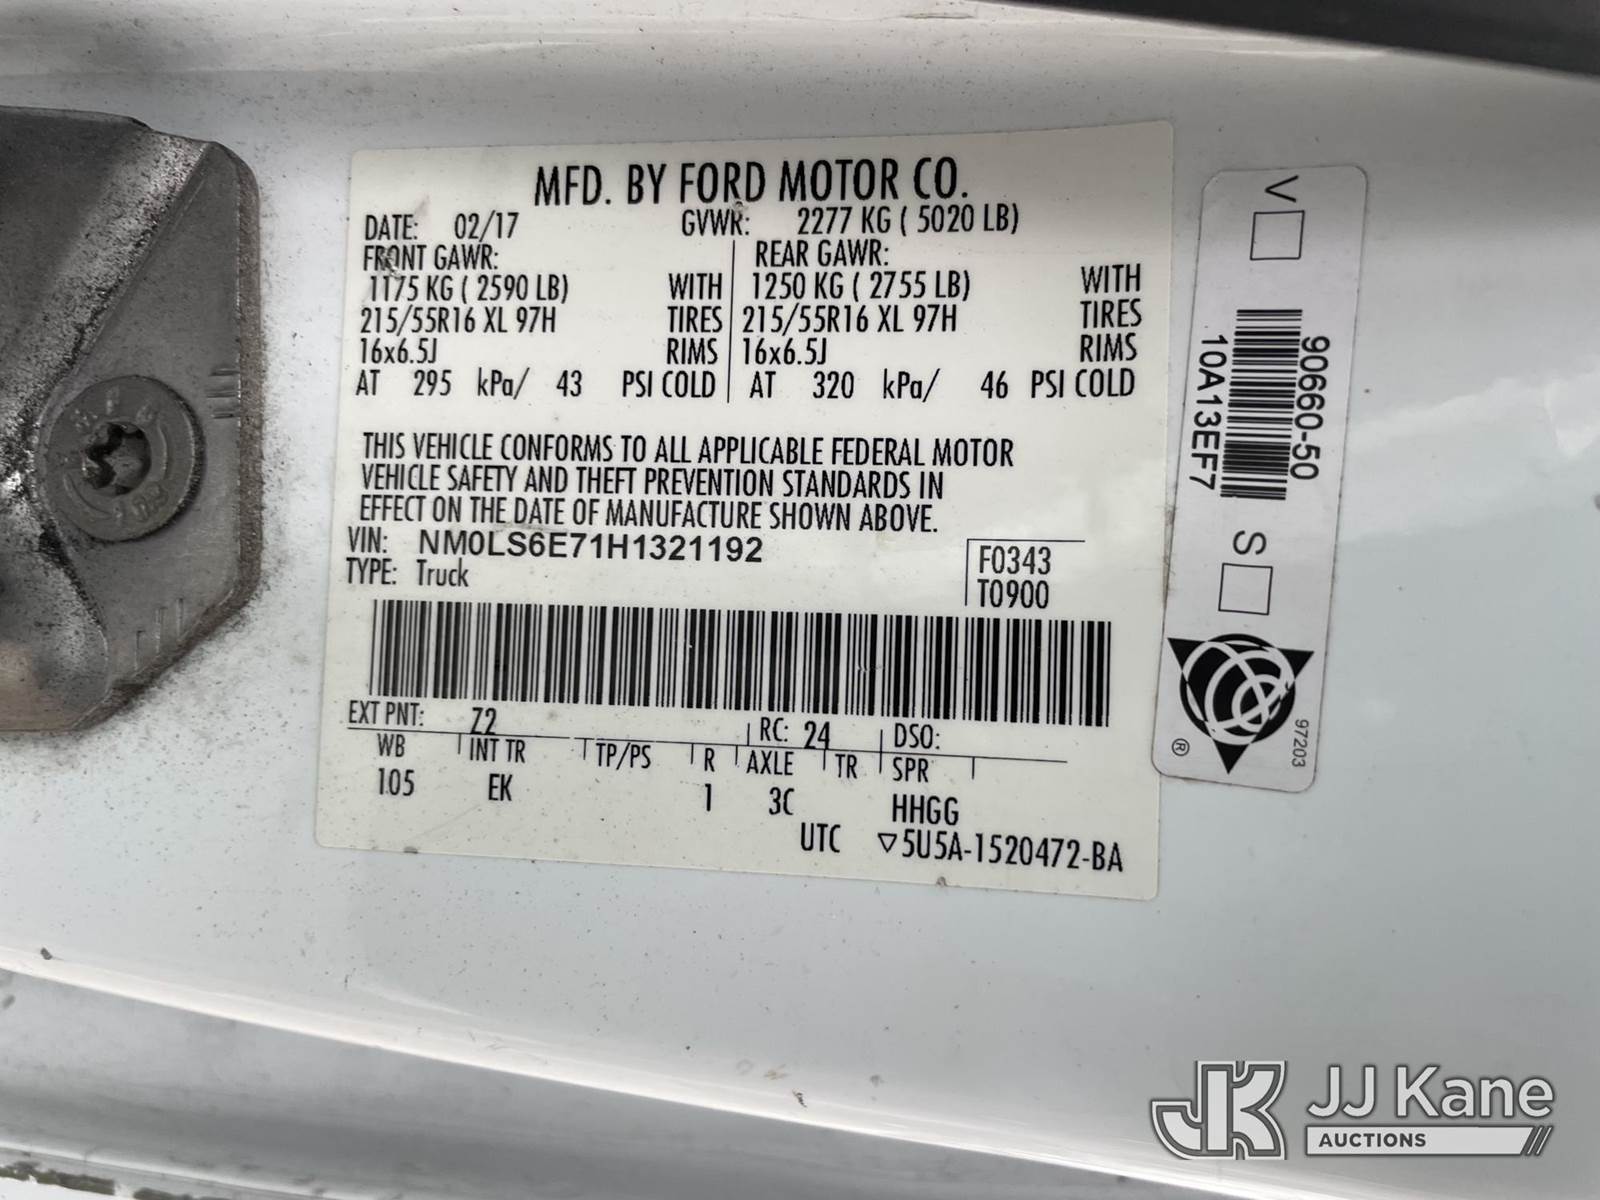 MFD. BY FORD MOTOR CO.
DATE: 02/17 GVWR: 2277 KG ( 5020 LB)
FRONT GAWR: REAR GAWR:
1175 KG ( 2590 LB) WITH 1250 KG ( 2755 LB) WITH
215/55R16 XL 97H TIRES 215/55R16 XL 97H TIRES
16x6.5J RIMS 16x6.5J RIMS
AT 295 kPa/ 43 PSI COLD AT 320 kPa/ 46 PSI COLD
THIS VEHICLE CONFORMS TO ALL APPLICABLE FEDERAL MOTOR
VEHICLE SAFETY AND THEFT PREVENTION STANDARDS IN
EFFECT ON THE DATE OF MANUFACTURE SHOWN ABOVE.
VIN: NM0LS6E71H1321192 F0343
TYPE: Truck T0900
EXT PNT: Z2 RC: 24 DSO:
WB INT TR TP/PS R AXLE TR SPR
105 EK 1 3C HHGG
UTC ▽5U5A-1520472-BA
V
90660-50
10A13EF7
S
®
97203
JK JJ Kane
AUCTIONS